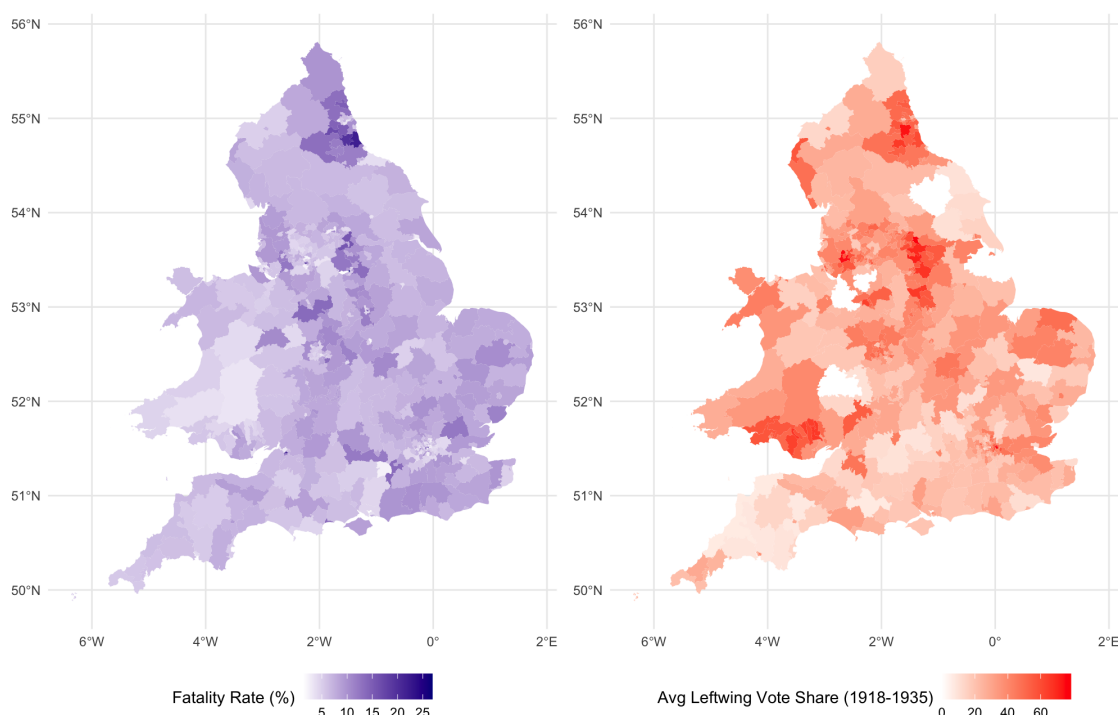 56°N
55°N
54°N
53°N
52°N
51°N
50°N
6°W 4°W 2°W 0° 2°E
Fatality Rate (%)
5 10 15 20 25
56°N
55°N
54°N
53°N
52°N
51°N
50°N
6°W 4°W 2°W 0° 2°E
Avg Leftwing Vote Share (1918-1935)
0 20 40 60